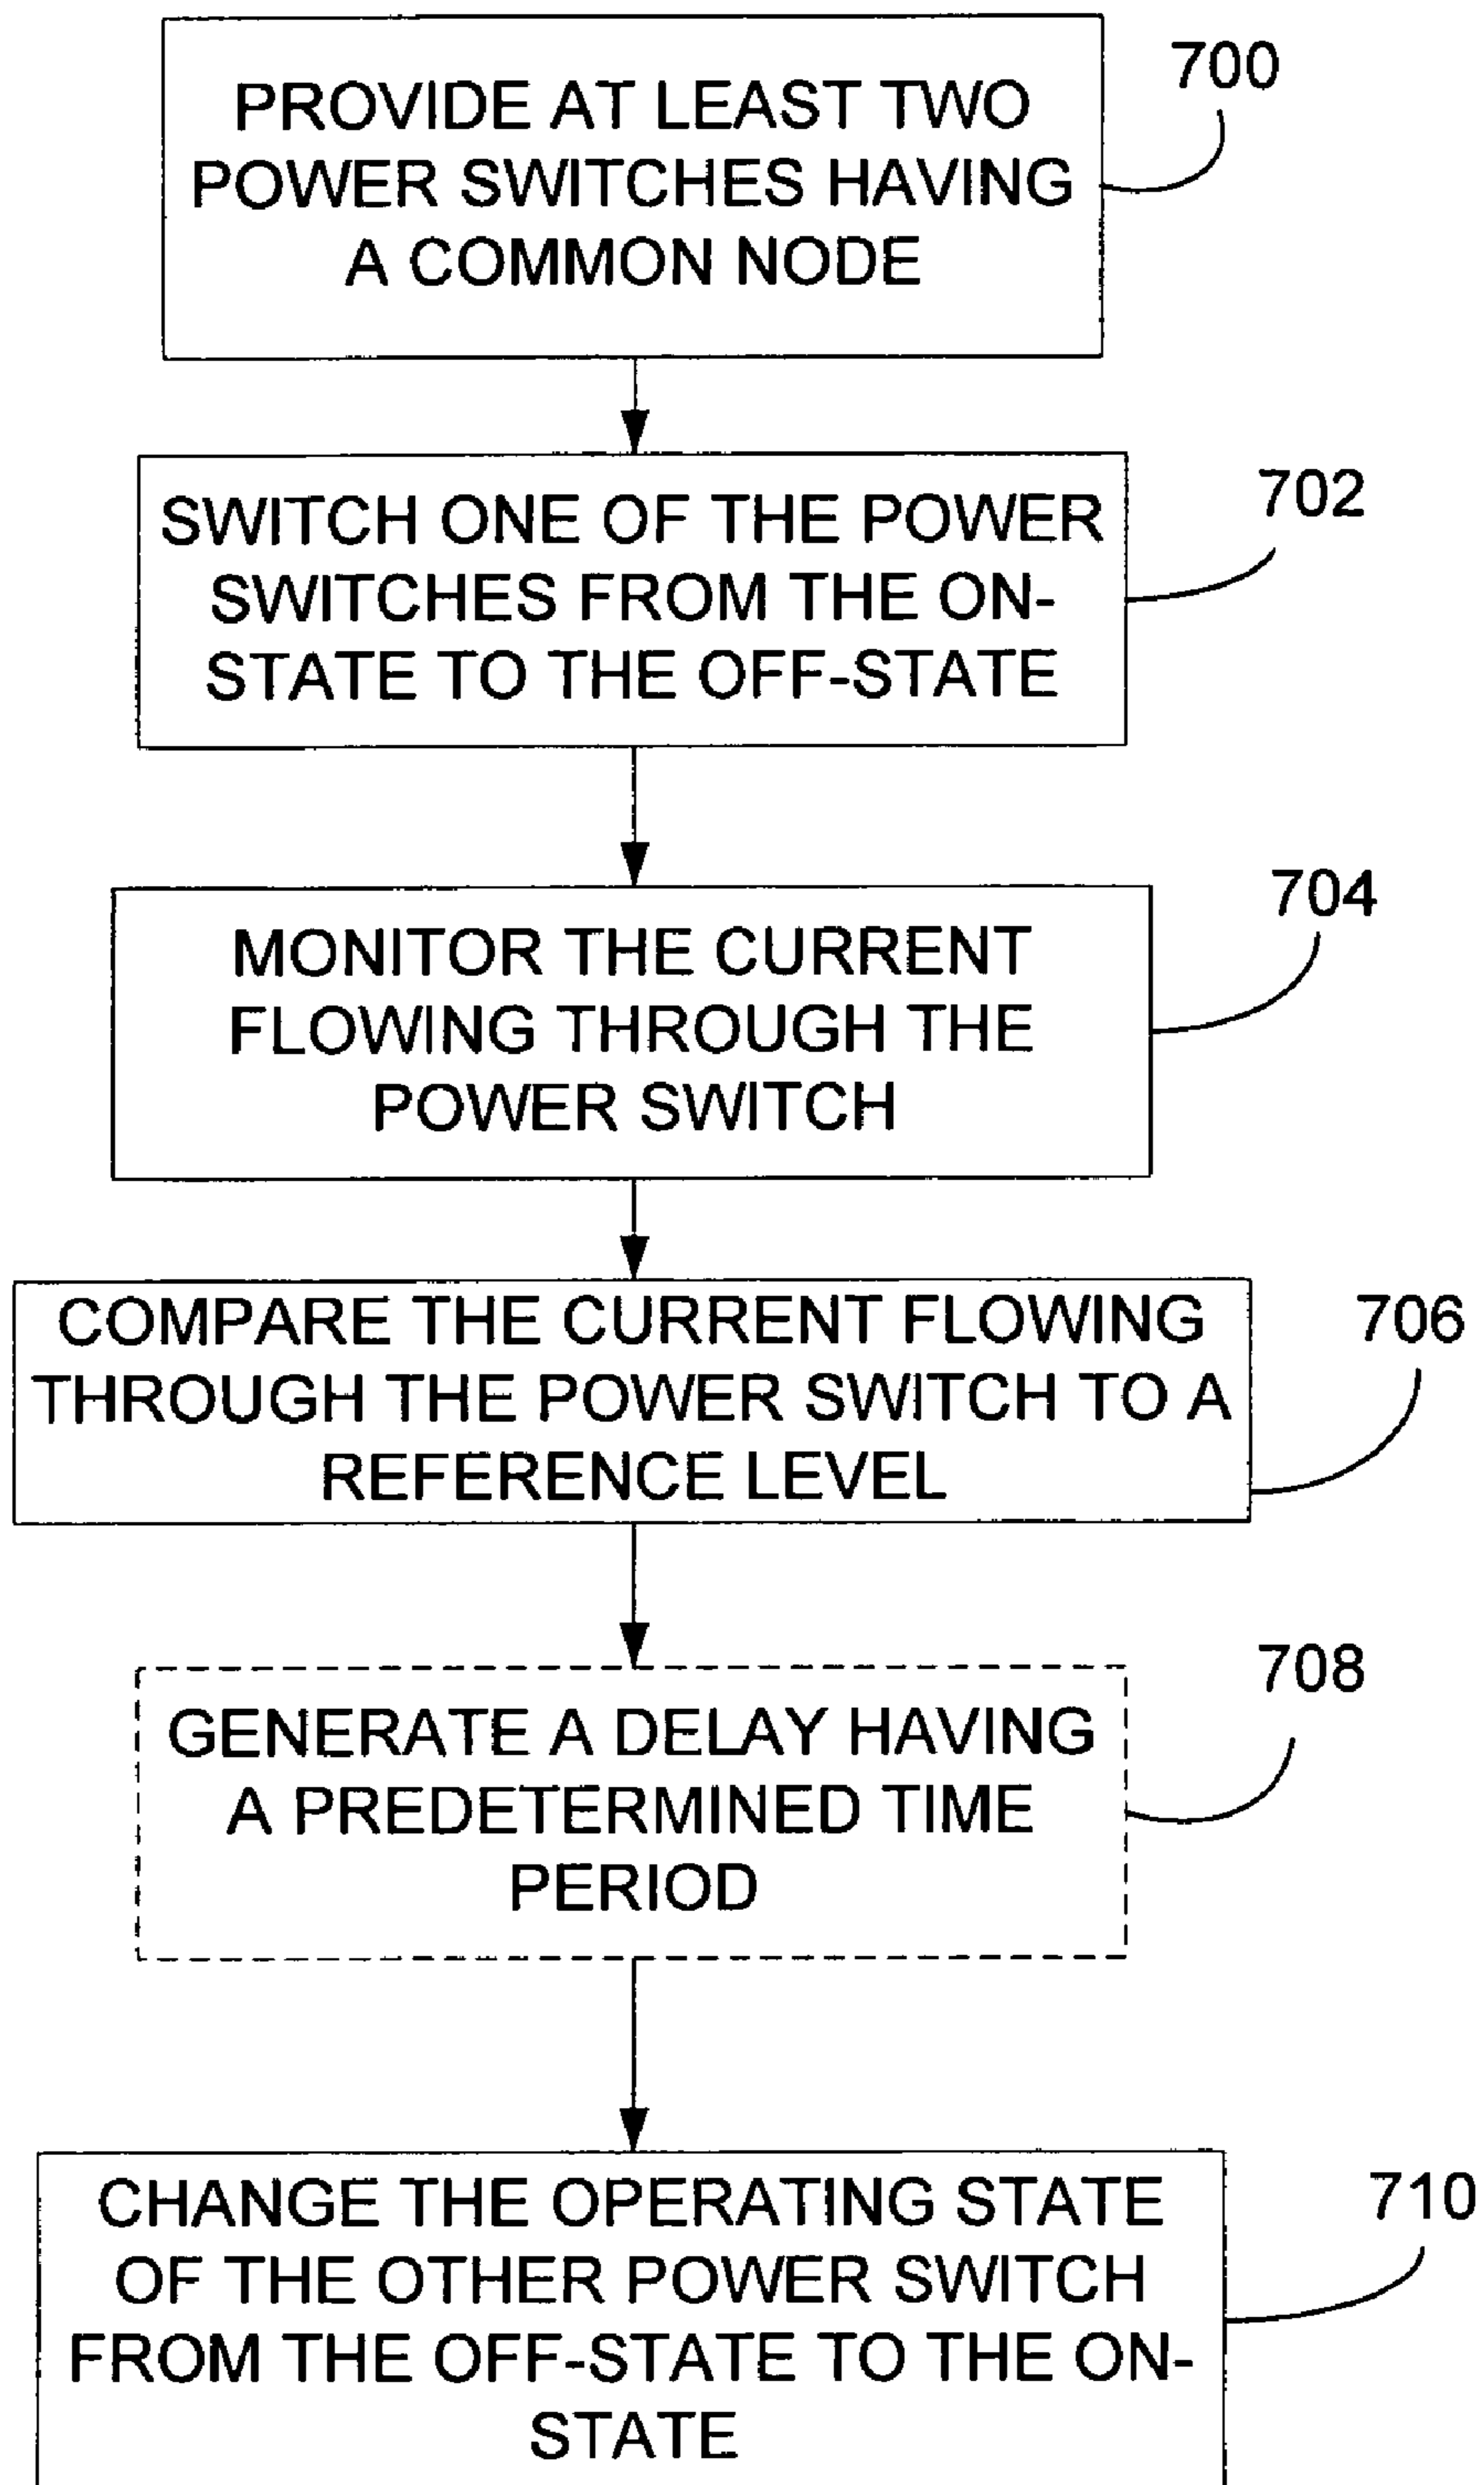 PROVIDE AT LEAST TWO
POWER SWITCHES HAVING
A COMMON NODE
700
SWITCH ONE OF THE POWER
SWITCHES FROM THE ON-
STATE TO THE OFF-STATE
702
MONITOR THE CURRENT
FLOWING THROUGH THE
POWER SWITCH
704
COMPARE THE CURRENT FLOWING
THROUGH THE POWER SWITCH TO A
REFERENCE LEVEL
706
GENERATE A DELAY HAVING
A PREDETERMINED TIME
PERIOD
708
CHANGE THE OPERATING STATE
OF THE OTHER POWER SWITCH
FROM THE OFF-STATE TO THE ON-
STATE
710